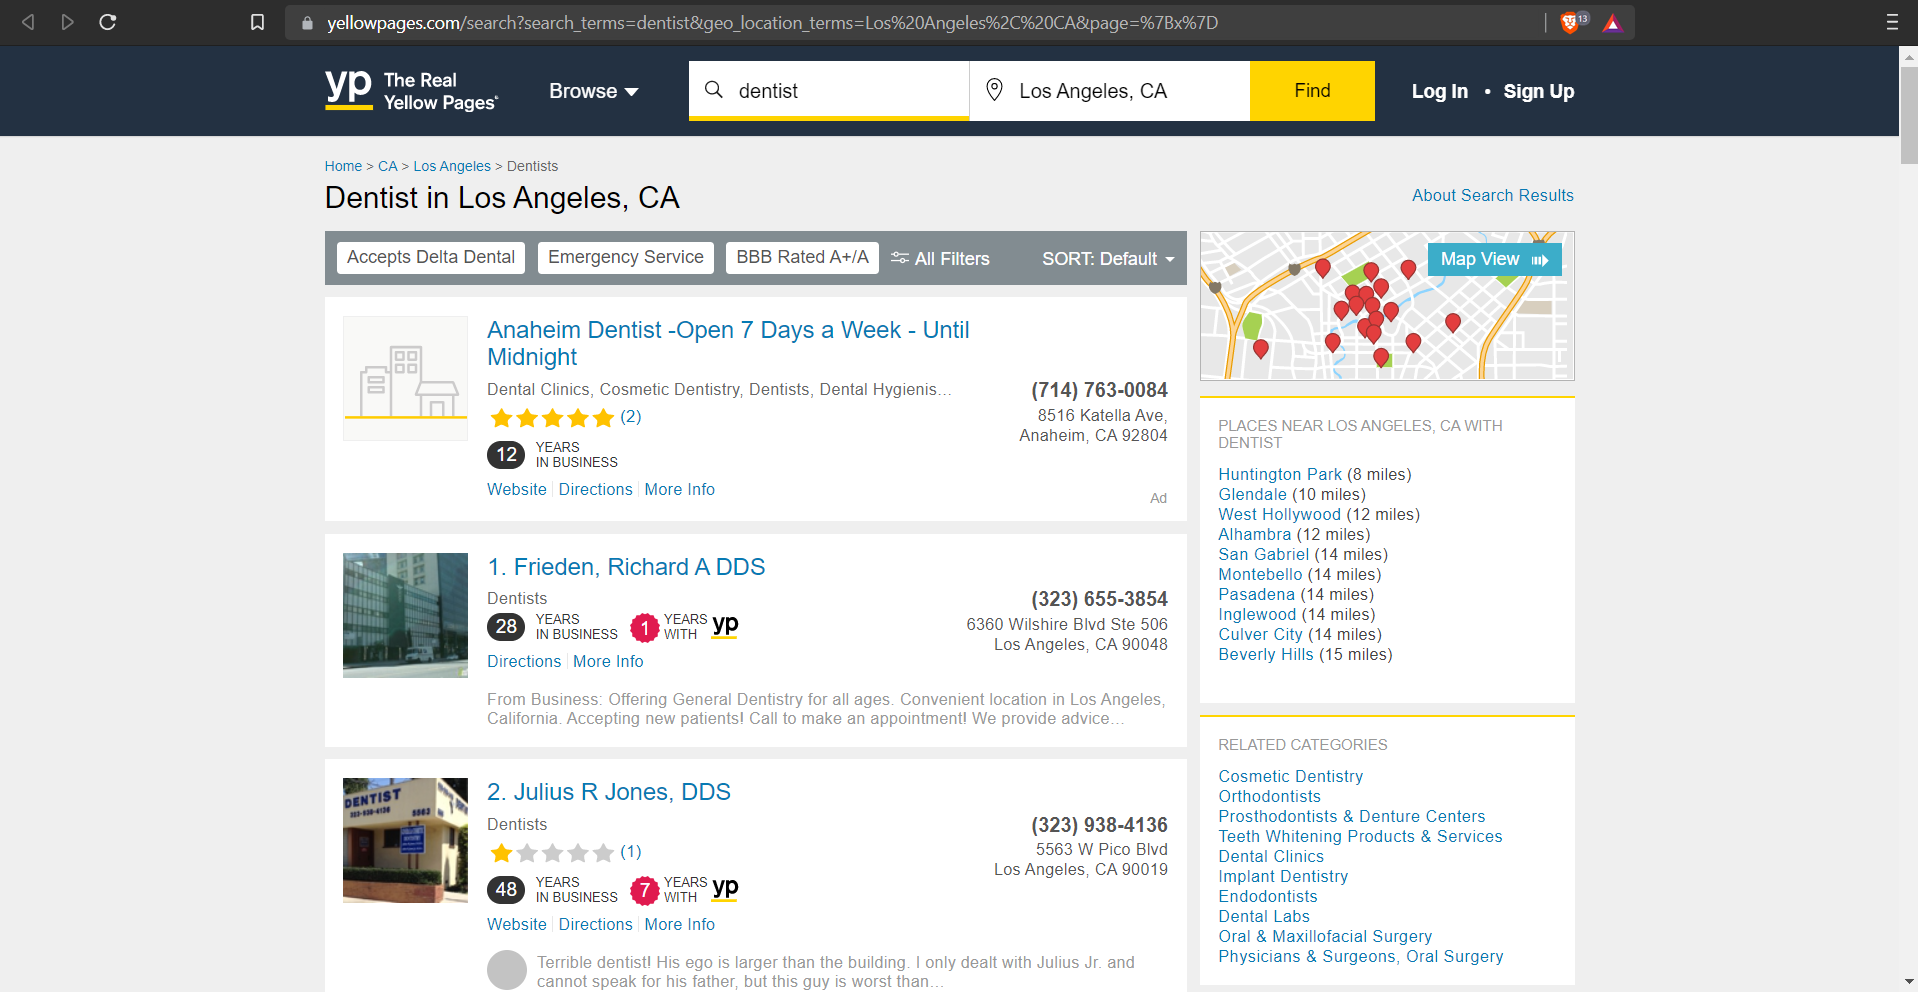 yellowpages.com/search?search_terms=dentist&geo_location_terms=Los%20Angeles%2C%20CA&page=%7Bx%7D
13
yp The Real
Yellow Pages®
Browse
dentist
Los Angeles, CA
Find
Log In • Sign Up
Home > CA > Los Angeles > Dentists
Dentist in Los Angeles, CA
About Search Results
Accepts Delta Dental
Emergency Service
BBB Rated A+/A
All Filters
SORT: Default
Anaheim Dentist -Open 7 Days a Week - Until
Midnight
Dental Clinics, Cosmetic Dentistry, Dentists, Dental Hygienis...
(2)
12 YEARS
IN BUSINESS
Website
Directions
More Info
(714) 763-0084
8516 Katella Ave,
Anaheim, CA 92804
Ad
1. Frieden, Richard A DDS
Dentists
28 YEARS
IN BUSINESS
1 YEARS
WITH yp
Directions
More Info
(323) 655-3854
6360 Wilshire Blvd Ste 506
Los Angeles, CA 90048
From Business: Offering General Dentistry for all ages. Convenient location in Los Angeles,
California. Accepting new patients! Call to make an appointment! We provide advice...
DENTIST
323-938-4136
5563
2. Julius R Jones, DDS
Dentists
(1)
48 YEARS
IN BUSINESS
7 YEARS
WITH yp
Website
Directions
More Info
(323) 938-4136
5563 W Pico Blvd
Los Angeles, CA 90019
Terrible dentist! His ego is larger than the building. I only dealt with Julius Jr. and
cannot speak for his father, but this guy is worst than...
Map View
PLACES NEAR LOS ANGELES, CA WITH
DENTIST
Huntington Park (8 miles)
Glendale (10 miles)
West Hollywood (12 miles)
Alhambra (12 miles)
San Gabriel (14 miles)
Montebello (14 miles)
Pasadena (14 miles)
Inglewood (14 miles)
Culver City (14 miles)
Beverly Hills (15 miles)
RELATED CATEGORIES
Cosmetic Dentistry
Orthodontists
Prosthodontists & Denture Centers
Teeth Whitening Products & Services
Dental Clinics
Implant Dentistry
Endodontists
Dental Labs
Oral & Maxillofacial Surgery
Physicians & Surgeons, Oral Surgery